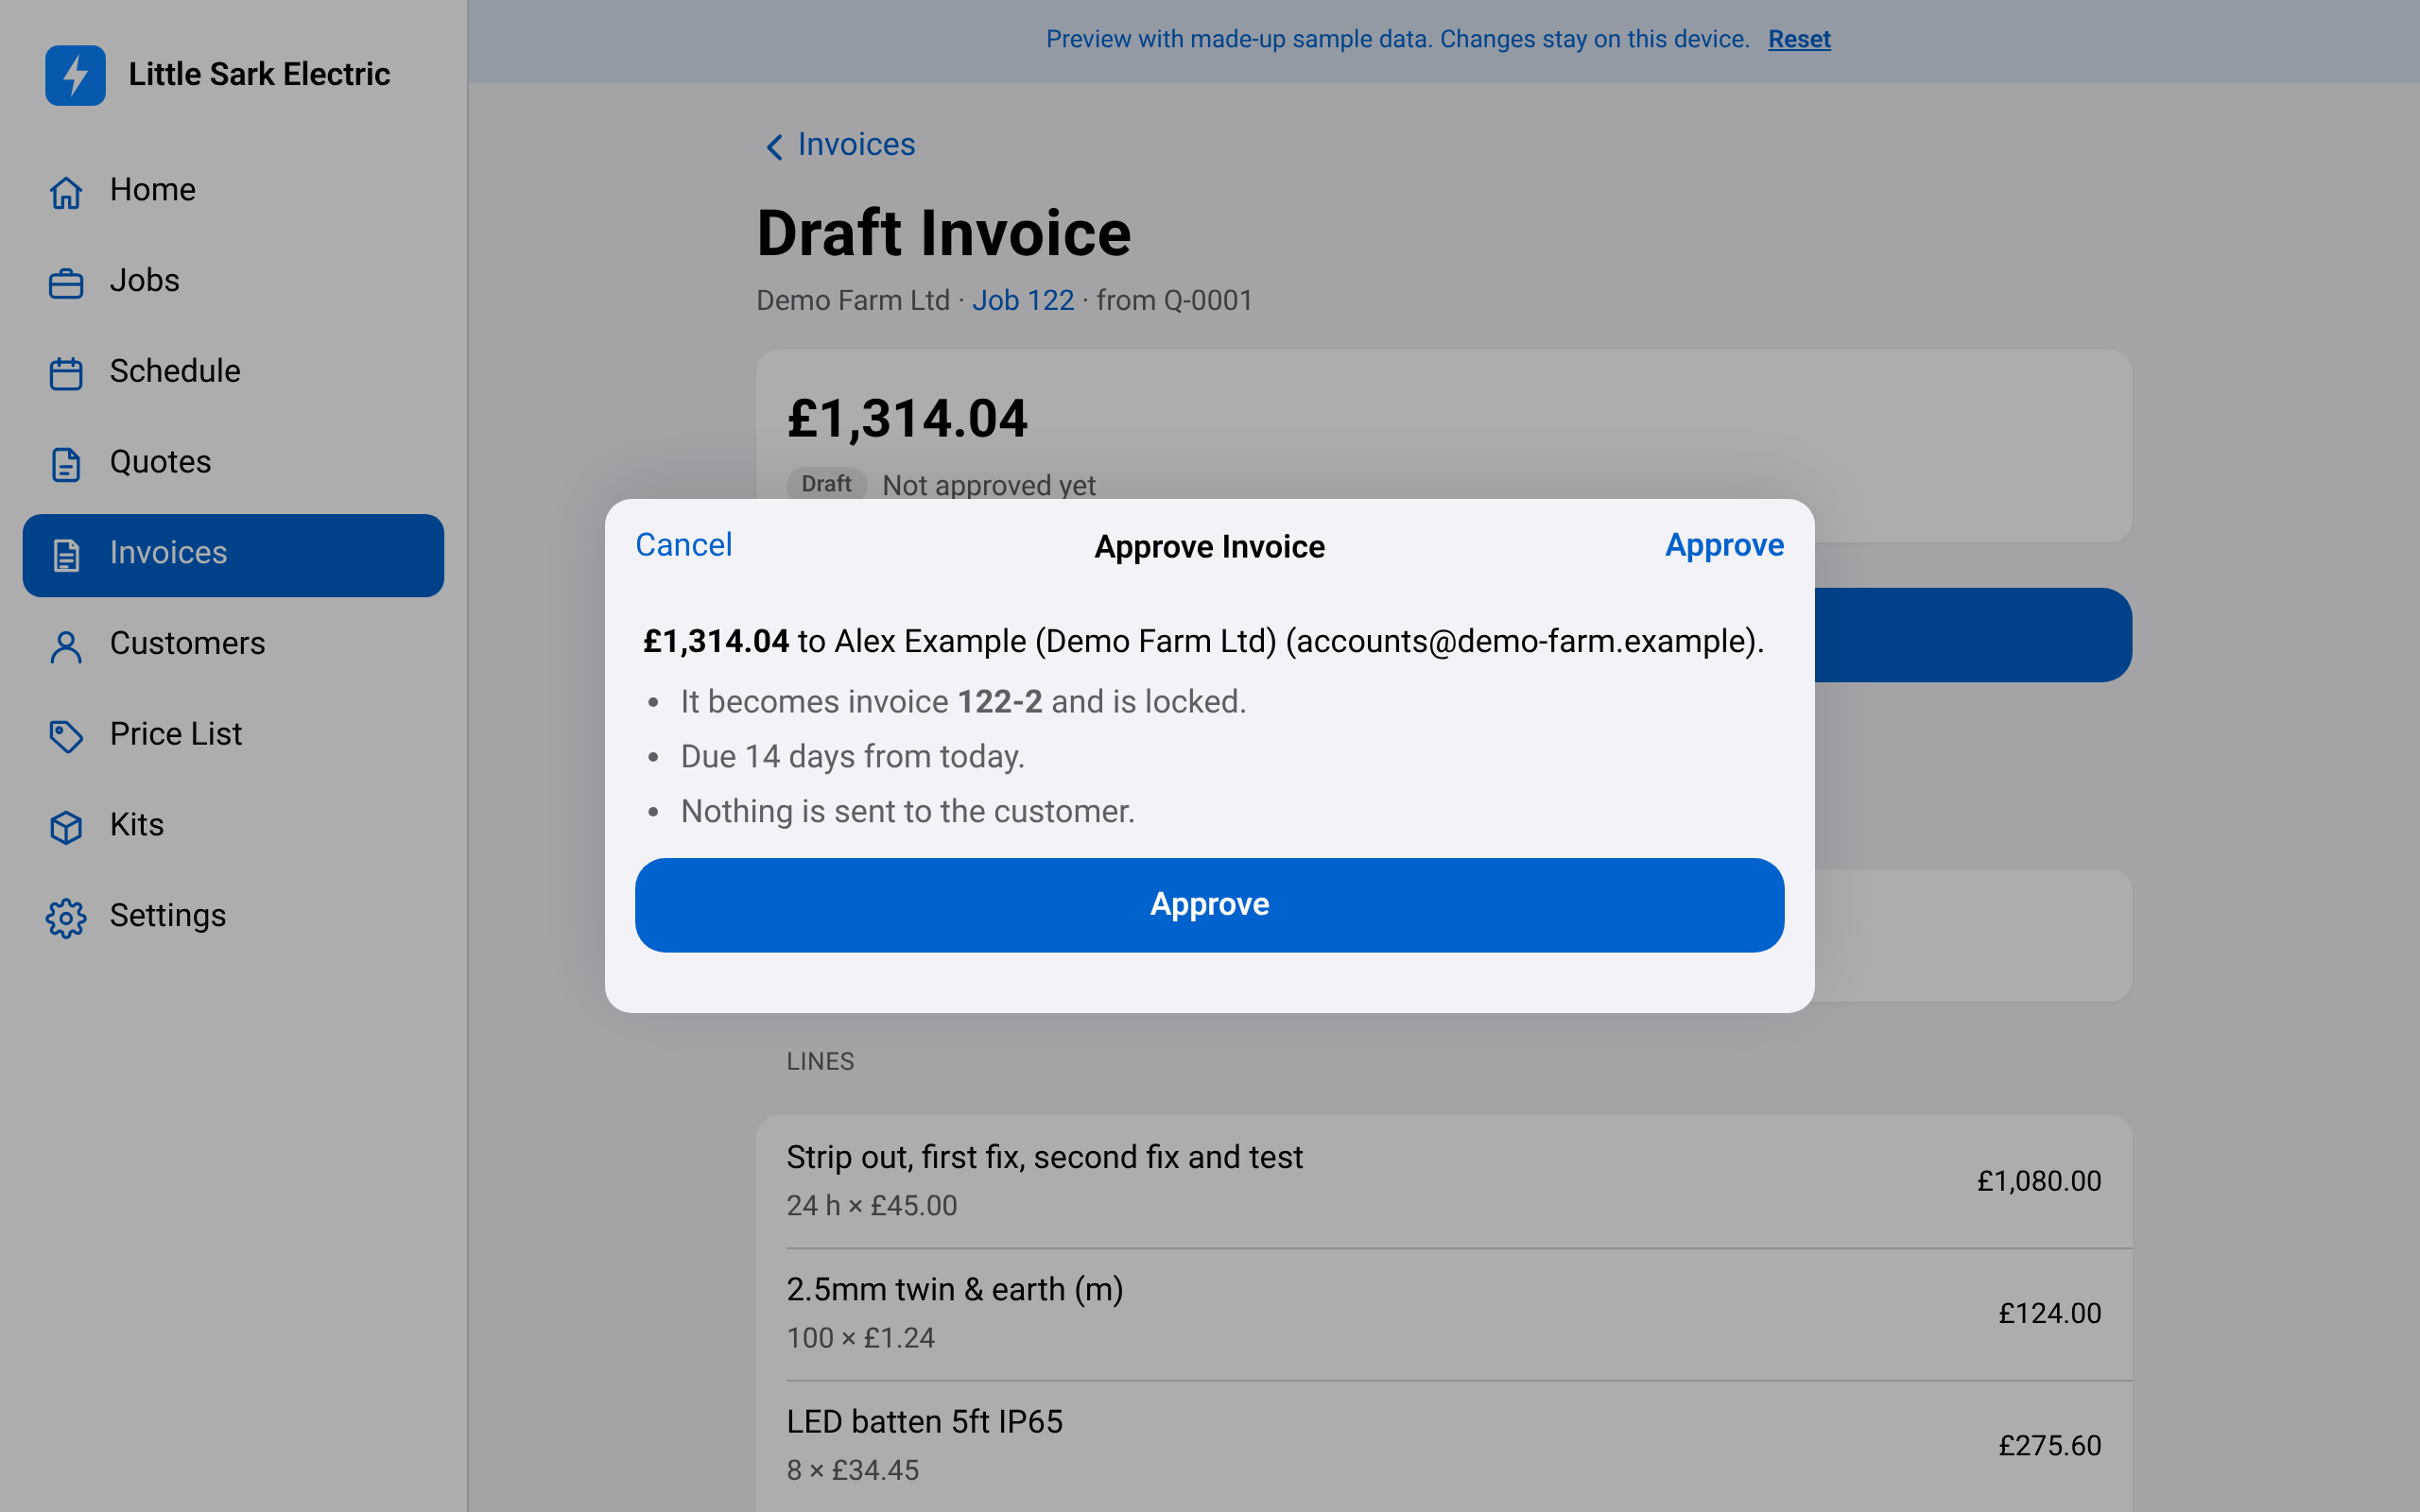 Little Sark Electric
Home
Jobs
Schedule
Quotes
Invoices
Customers
Price List
Kits
Settings
Preview with made-up sample data. Changes stay on this device. Reset
Invoices
Draft Invoice
Demo Farm Ltd · Job 122 · from Q-0001
£1,314.04
Draft Not approved yet
Cancel Approve Invoice Approve
£1,314.04 to Alex Example (Demo Farm Ltd) (accounts@demo-farm.example).
• It becomes invoice 122-2 and is locked.
• Due 14 days from today.
• Nothing is sent to the customer.
Approve
LINES
Strip out, first fix, second fix and test
24 h × £45.00
£1,080.00
2.5mm twin & earth (m)
100 × £1.24
£124.00
LED batten 5ft IP65
8 × £34.45
£275.60